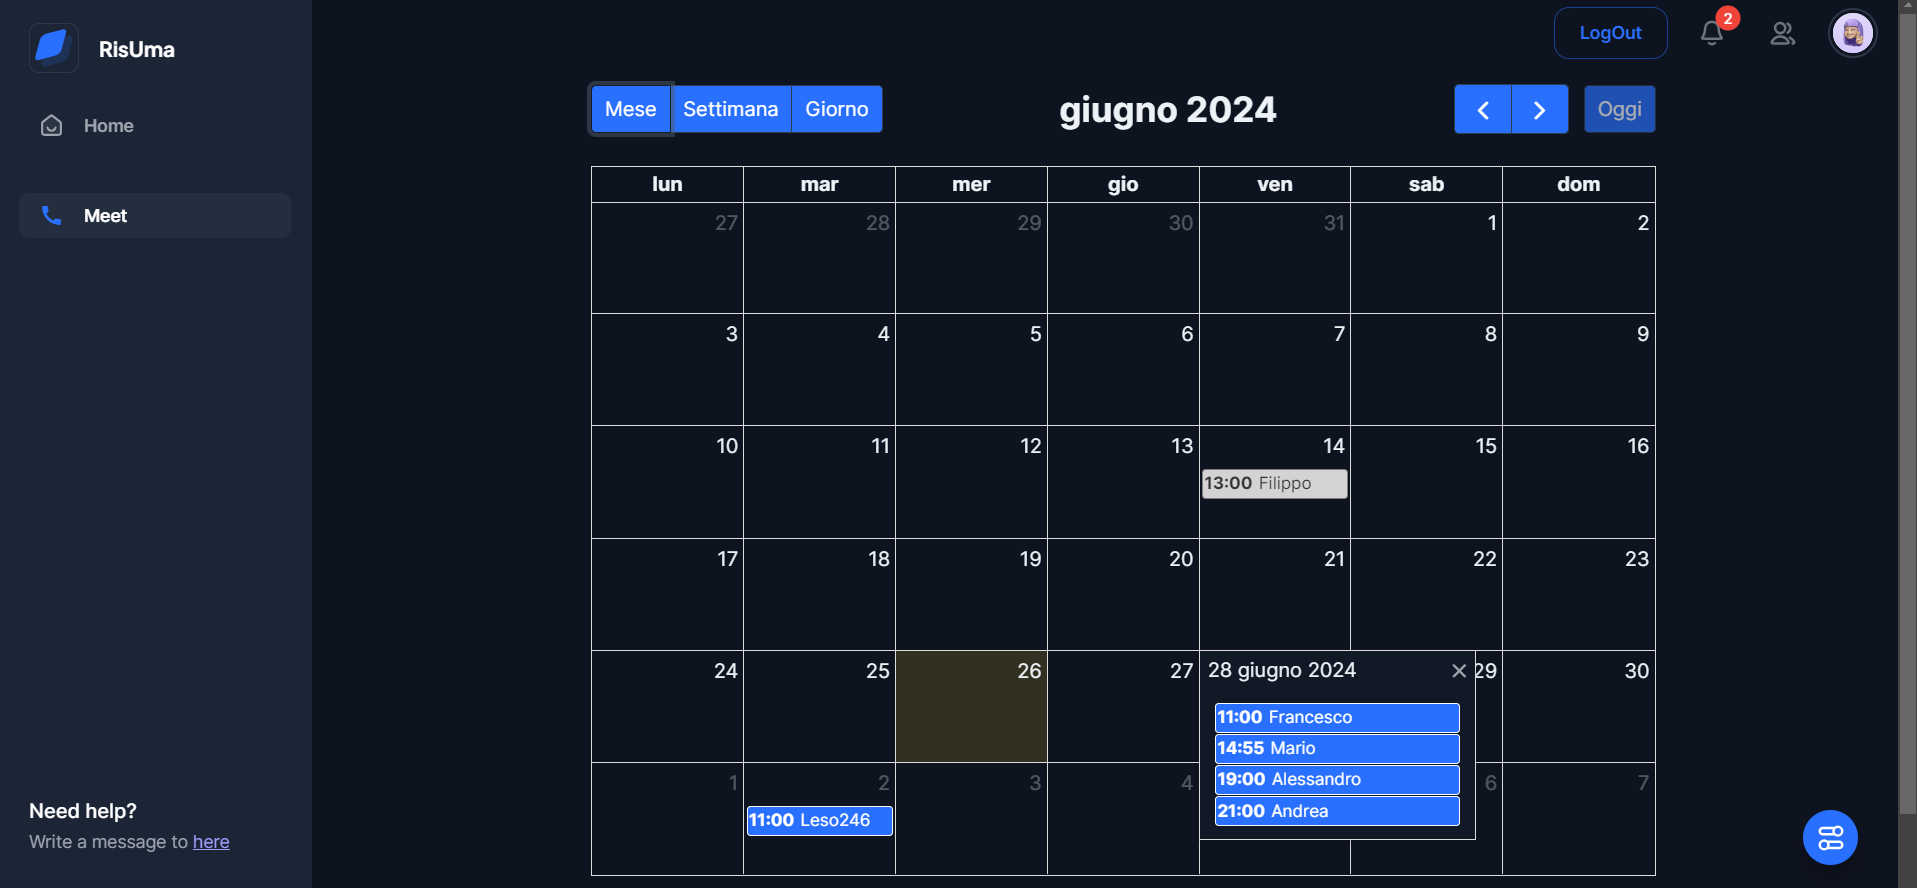 RisUma
Home
Meet
Need help?
Write a message to here
LogOut
2
Mese Settimana Giorno
giugno 2024
Oggi
lun mar mer gio ven sab dom
27 28 29 30 31 1 2
3 4 5 6 7 8 9
10 11 12 13 14 15 16
13:00 Filippo
17 18 19 20 21 22 23
24 25 26 27 28 giugno 2024 29 30
11:00 Francesco
14:55 Mario
19:00 Alessandro
21:00 Andrea
1 2 3 4 6 7
11:00 Leso246